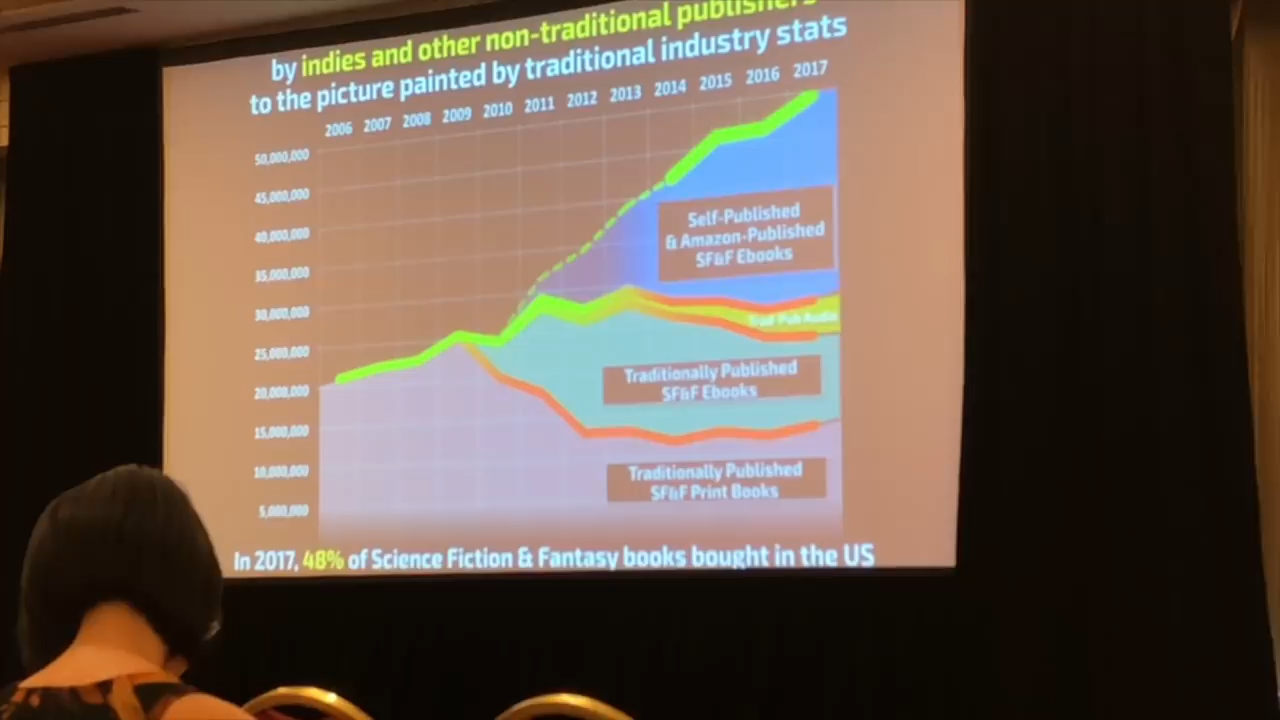 by indies and other non-traditional publishers
to the picture painted by traditional industry stats
2006 2007 2008 2009 2010 2011 2012 2013 2014 2015 2016 2017
50,000,000
45,000,000
40,000,000
35,000,000
30,000,000
25,000,000
20,000,000
15,000,000
10,000,000
5,000,000
Self-Published
& Amazon-Published
SF&F Ebooks
Trad Pub Audio
Traditionally Published
SF&F Ebooks
Traditionally Published
SF&F Print Books
In 2017, 48% of Science Fiction & Fantasy books bought in the US